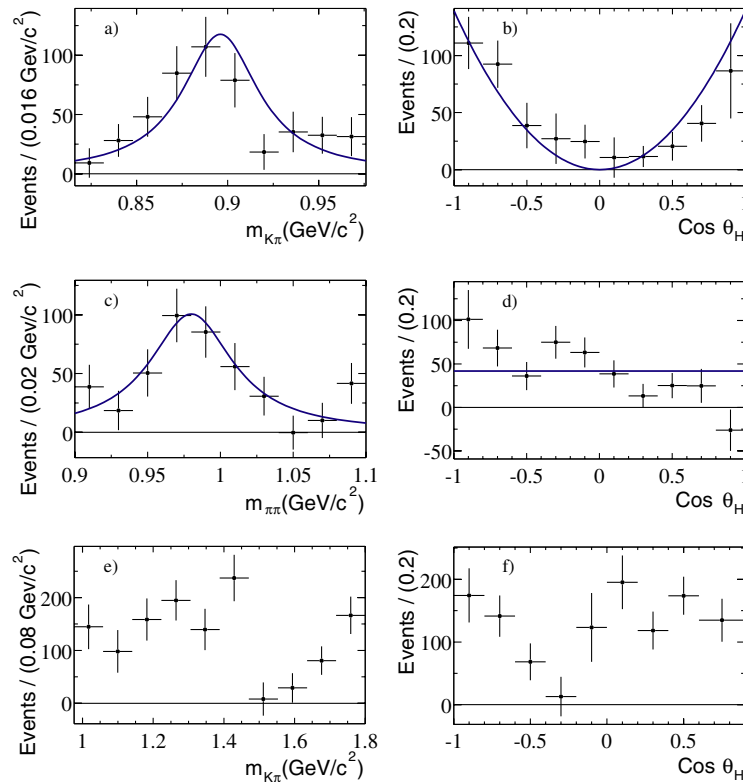 a)
Events / (0.016 Gev/c²)
100
50
0
0.85
0.9
0.95
m_Kπ(GeV/c²)
b)
Events / (0.2)
100
50
0
-1
-0.5
0
0.5
1
Cos θ_H
c)
Events / (0.02 Gev/c²)
100
50
0
0.9
0.95
1
1.05
1.1
m_ππ(GeV/c²)
d)
Events / (0.2)
100
50
0
-50
-1
-0.5
0
0.5
1
Cos θ_H
e)
Events / (0.08 Gev/c²)
200
100
0
1
1.2
1.4
1.6
1.8
m_Kπ(GeV/c²)
f)
Events / (0.2)
200
100
0
-1
-0.5
0
0.5
1
Cos θ_H